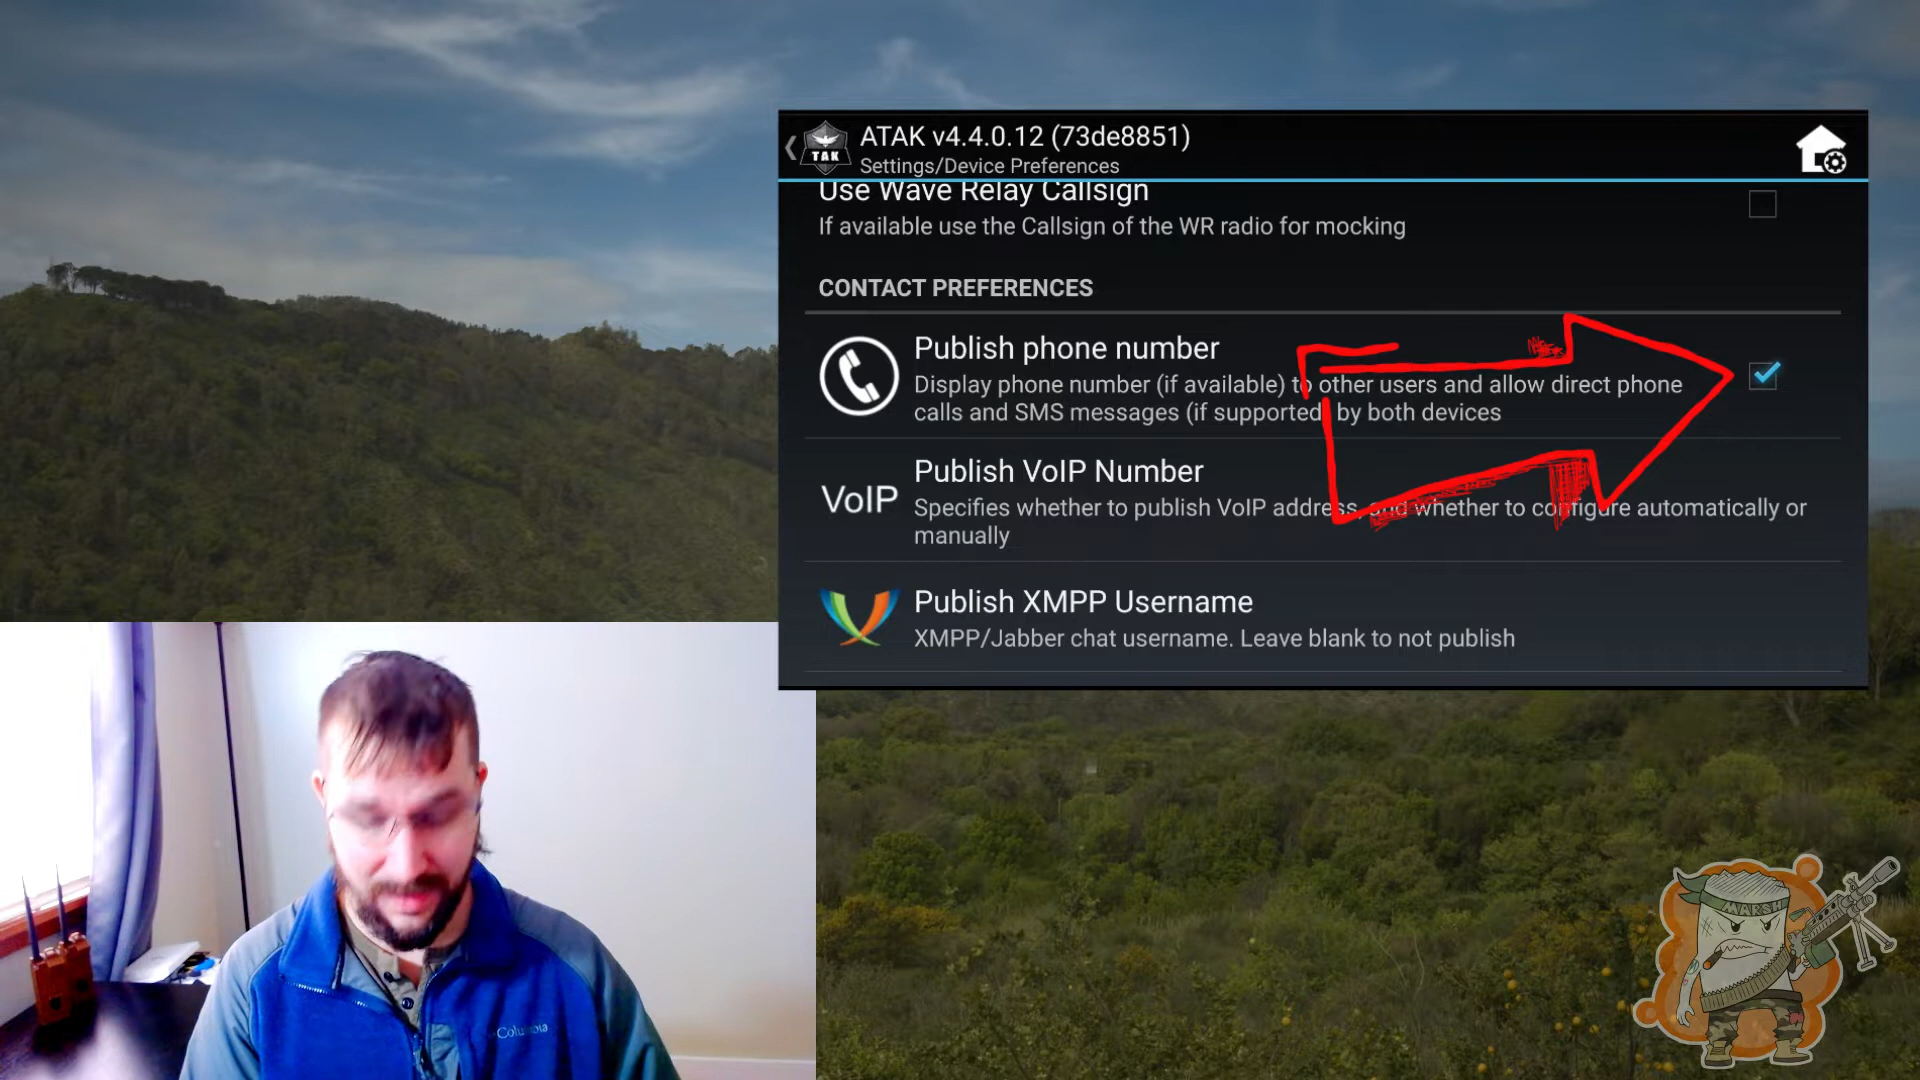 ATAK v4.4.0.12 (73de8851)
TAK
Settings/Device Preferences
Use Wave Relay Callsign
If available use the Callsign of the WR radio for mocking
CONTACT PREFERENCES
Publish phone number
Display phone number (if available) to other users and allow direct phone
calls and SMS messages (if supported) by both devices
Publish VoIP Number
VoIP
Specifies whether to publish VoIP address, and whether to configure automatically or
manually
Publish XMPP Username
XMPP/Jabber chat username. Leave blank to not publish
MARSH
Columbia